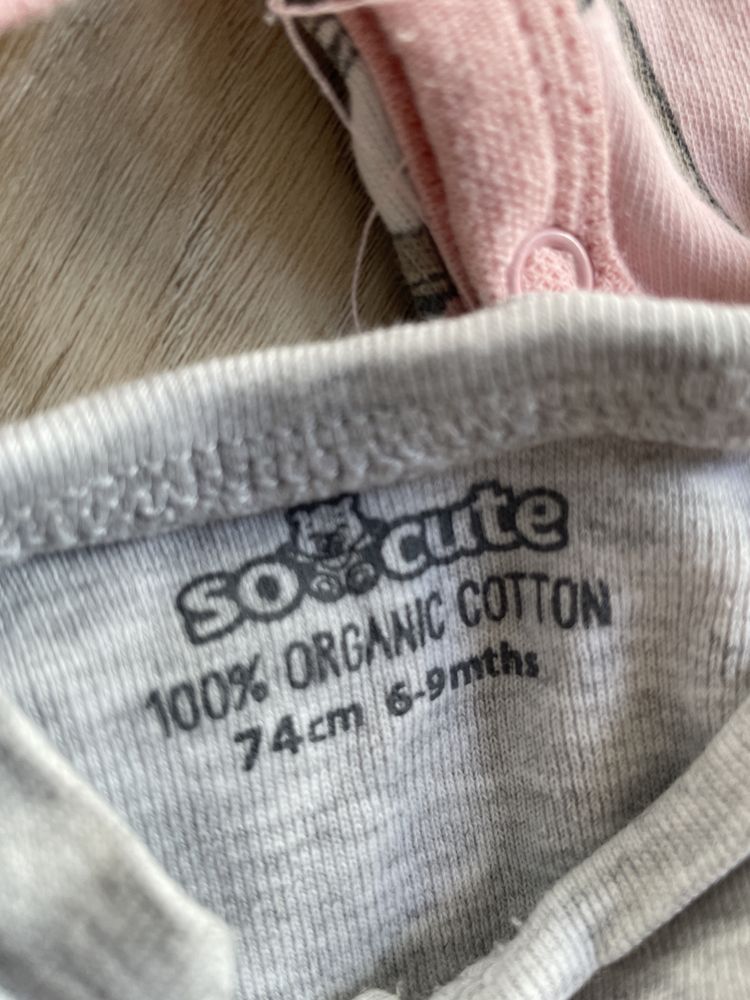 so cute
100% ORGANIC COTTON
74cm 6-9mths